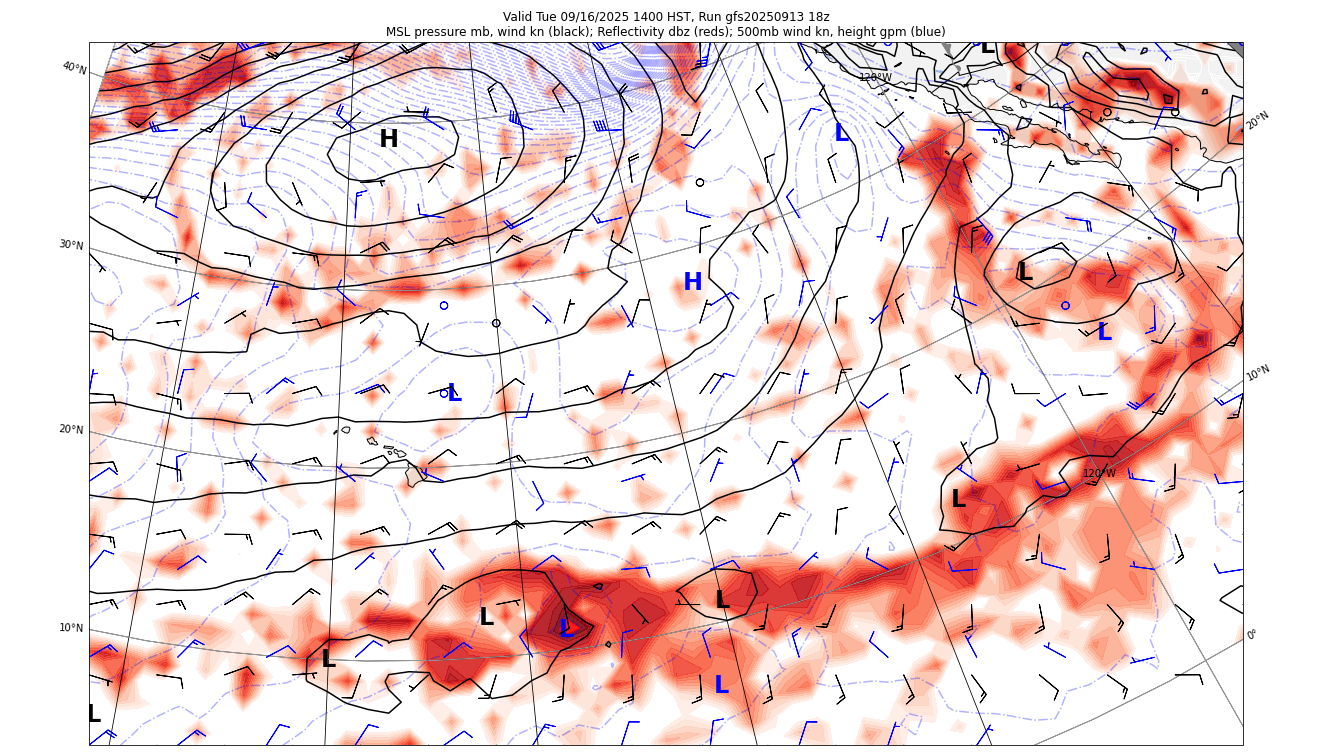 Valid Tue 09/16/2025 1400 HST, Run gfs20250913 18z
MSL pressure mb, wind kn (black); Reflectivity dbz (reds); 500mb wind kn, height gpm (blue)
L
40°N
120°W
20°N
H
L
30°N
L
H
L
10°N
L
20°N
120°W
L
L
L
10°N
L
0°
L
L
L